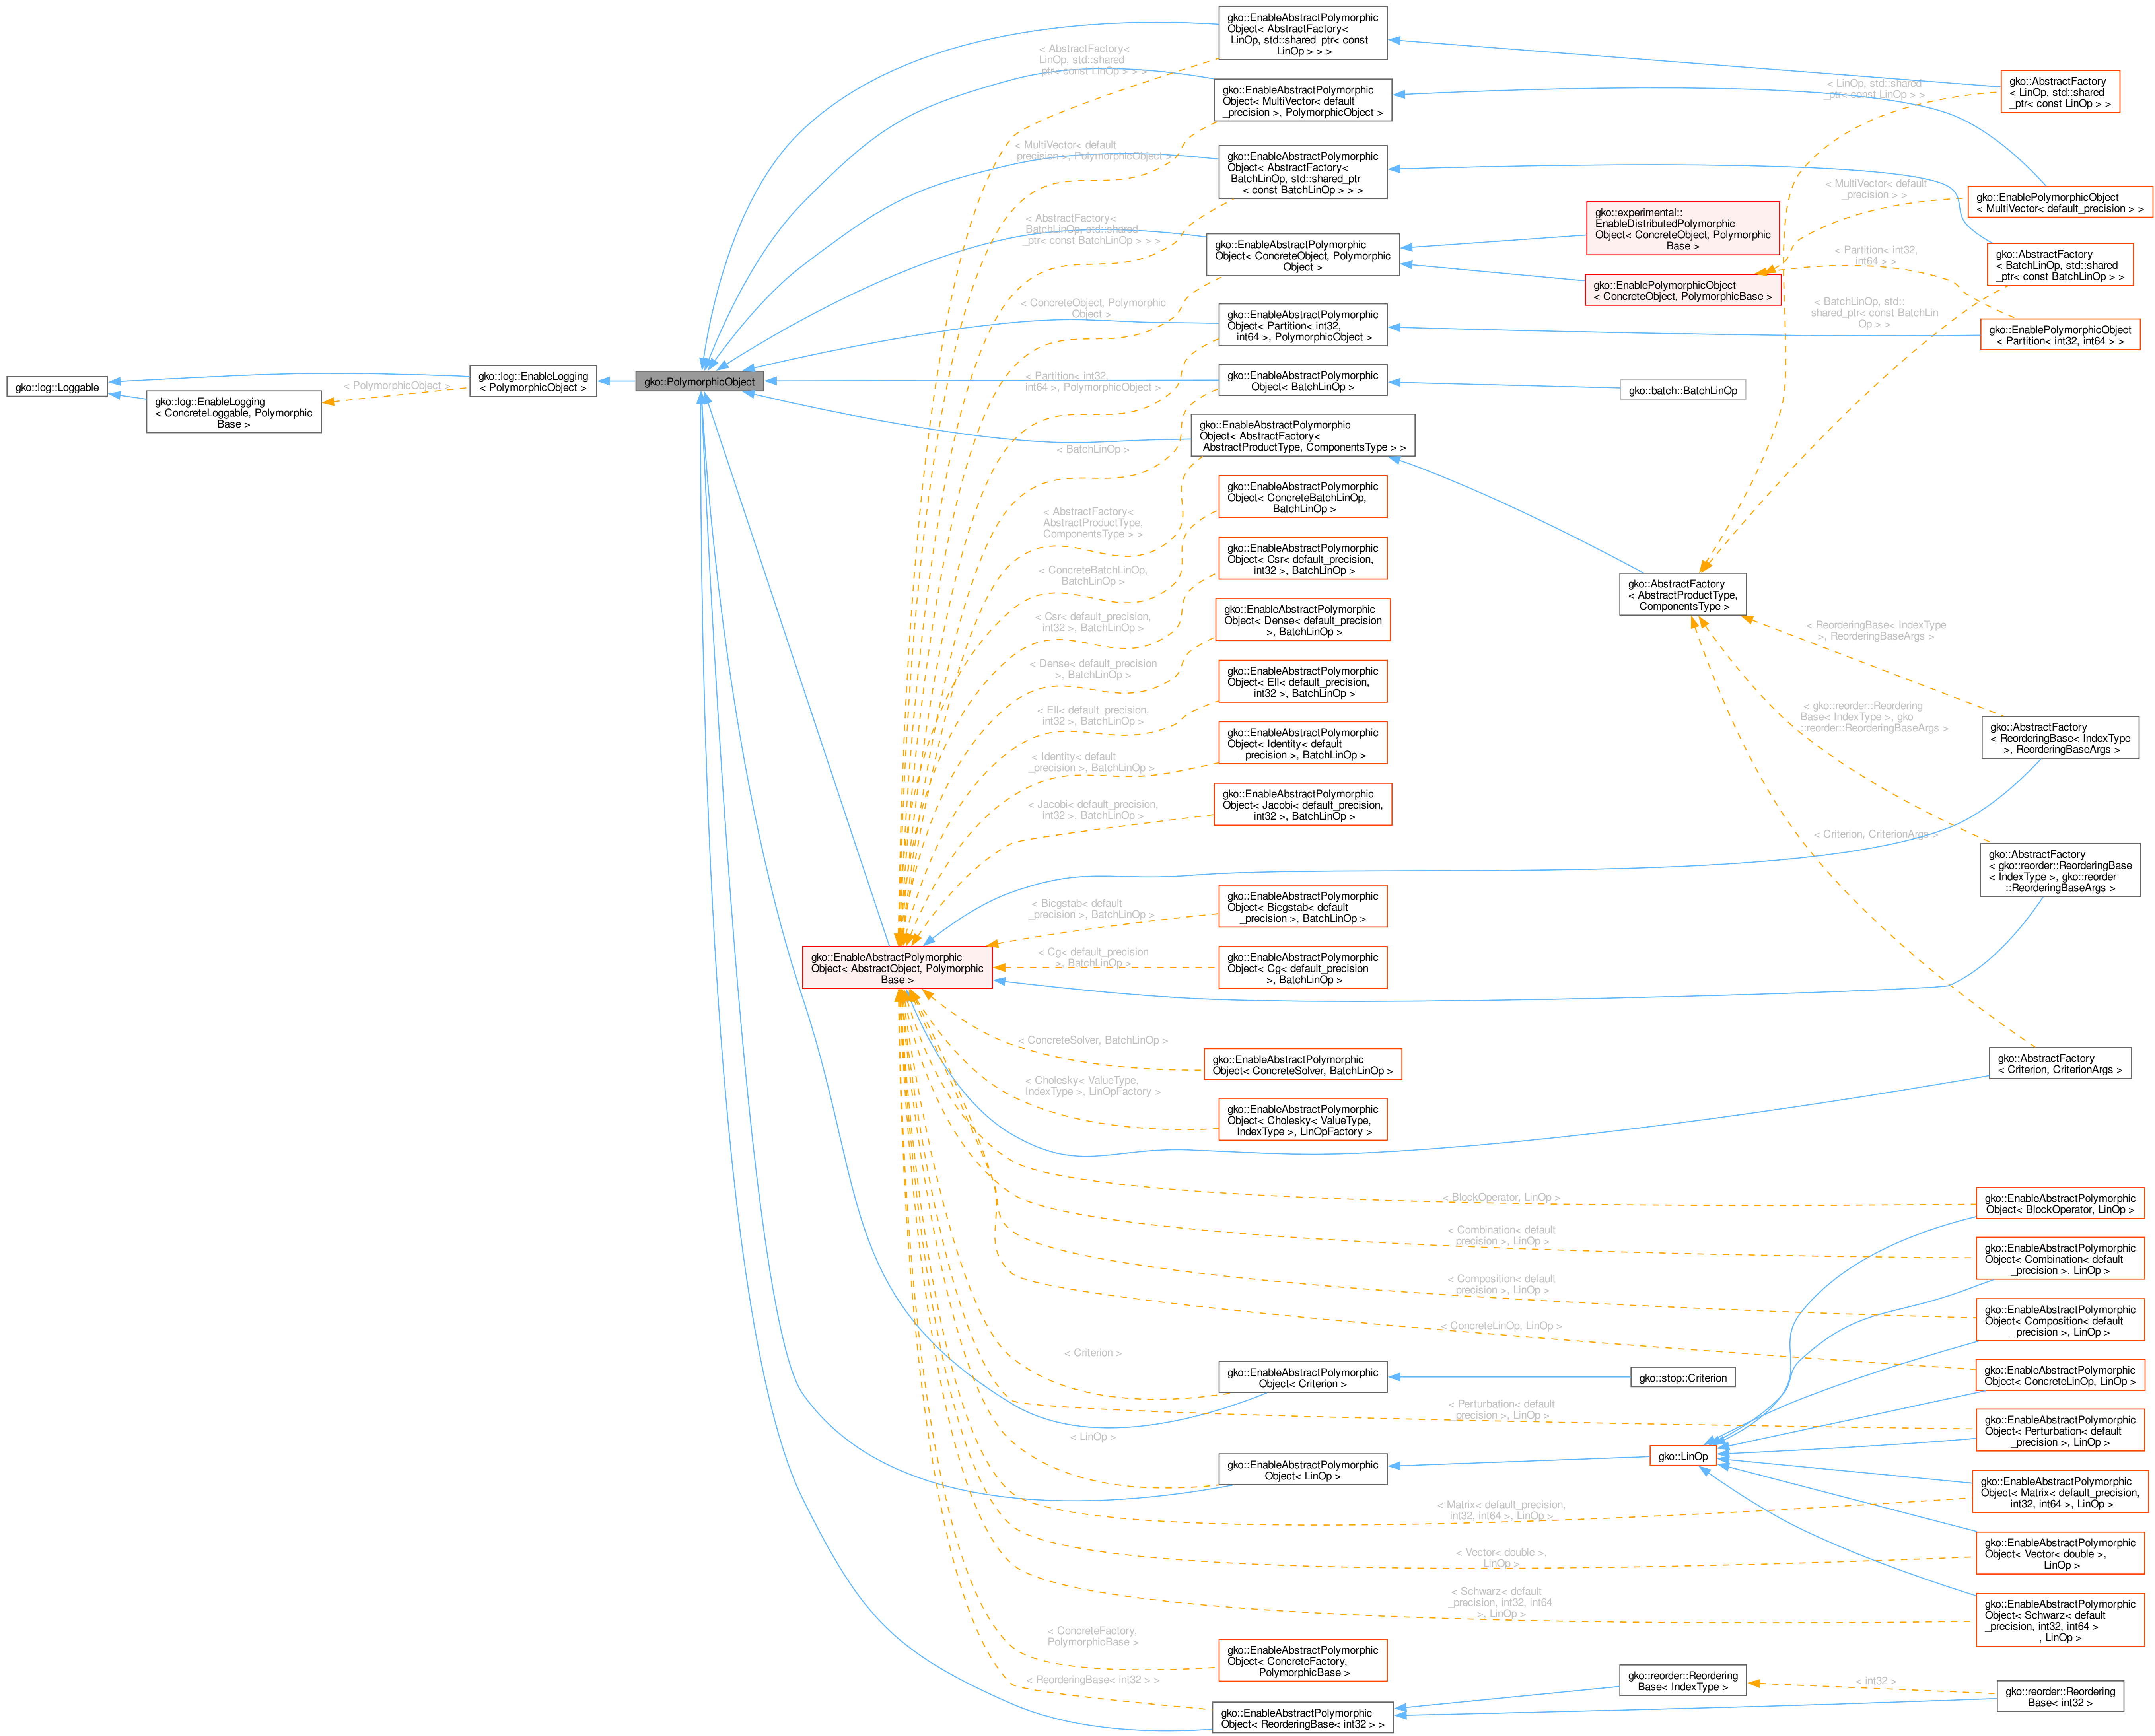 gko::log::Loggable
gko::log::EnableLogging
< ConcreteLoggable, Polymorphic
Base >
< PolymorphicObject >
gko::log::EnableLogging
< PolymorphicObject >
gko::PolymorphicObject
gko::EnableAbstractPolymorphic
Object< AbstractObject, Polymorphic
Base >
< AbstractFactory<
LinOp, std::shared
_ptr< const LinOp > > >
< MultiVector< default
_precision >, PolymorphicObject >
< AbstractFactory<
BatchLinOp, std::shared
_ptr< const BatchLinOp > > >
< ConcreteObject, Polymorphic
Object >
< Partition< int32,
int64 >, PolymorphicObject >
< BatchLinOp >
< AbstractFactory<
AbstractProductType,
ComponentsType > >
< ConcreteBatchLinOp,
BatchLinOp >
< Csr< default_precision,
int32 >, BatchLinOp >
< Dense< default_precision
>, BatchLinOp >
< Ell< default_precision,
int32 >, BatchLinOp >
< Identity< default
_precision >, BatchLinOp >
< Jacobi< default_precision,
int32 >, BatchLinOp >
< Bicgstab< default
_precision >, BatchLinOp >
< Cg< default_precision
>, BatchLinOp >
< ConcreteSolver, BatchLinOp >
< Cholesky< ValueType,
IndexType >, LinOpFactory >
< Criterion >
< LinOp >
< ConcreteFactory,
PolymorphicBase >
< ReorderingBase< int32 > >
gko::EnableAbstractPolymorphic
Object< AbstractFactory<
LinOp, std::shared_ptr< const
LinOp > > >
gko::EnableAbstractPolymorphic
Object< MultiVector< default
_precision >, PolymorphicObject >
gko::EnableAbstractPolymorphic
Object< AbstractFactory<
BatchLinOp, std::shared_ptr
< const BatchLinOp > > >
gko::EnableAbstractPolymorphic
Object< ConcreteObject, Polymorphic
Object >
gko::EnableAbstractPolymorphic
Object< Partition< int32,
int64 >, PolymorphicObject >
gko::EnableAbstractPolymorphic
Object< BatchLinOp >
gko::EnableAbstractPolymorphic
Object< AbstractFactory<
AbstractProductType, ComponentsType > >
gko::EnableAbstractPolymorphic
Object< ConcreteBatchLinOp,
BatchLinOp >
gko::EnableAbstractPolymorphic
Object< Csr< default_precision,
int32 >, BatchLinOp >
gko::EnableAbstractPolymorphic
Object< Dense< default_precision
>, BatchLinOp >
gko::EnableAbstractPolymorphic
Object< Ell< default_precision,
int32 >, BatchLinOp >
gko::EnableAbstractPolymorphic
Object< Identity< default
_precision >, BatchLinOp >
gko::EnableAbstractPolymorphic
Object< Jacobi< default_precision,
int32 >, BatchLinOp >
gko::EnableAbstractPolymorphic
Object< Bicgstab< default
_precision >, BatchLinOp >
gko::EnableAbstractPolymorphic
Object< Cg< default_precision
>, BatchLinOp >
gko::EnableAbstractPolymorphic
Object< ConcreteSolver, BatchLinOp >
gko::EnableAbstractPolymorphic
Object< Cholesky< ValueType,
IndexType >, LinOpFactory >
gko::EnableAbstractPolymorphic
Object< Criterion >
gko::EnableAbstractPolymorphic
Object< LinOp >
gko::EnableAbstractPolymorphic
Object< ConcreteFactory,
PolymorphicBase >
gko::EnableAbstractPolymorphic
Object< ReorderingBase< int32 > >
< BlockOperator, LinOp >
< Combination< default
_precision >, LinOp >
< Composition< default
_precision >, LinOp >
< ConcreteLinOp, LinOp >
< Perturbation< default
_precision >, LinOp >
< Matrix< default_precision,
int32, int64 >, LinOp >
< Vector< double >,
LinOp >
< Schwarz< default
_precision, int32, int64
>, LinOp >
gko::experimental::
EnableDistributedPolymorphic
Object< ConcreteObject, Polymorphic
Base >
gko::EnablePolymorphicObject
< ConcreteObject, PolymorphicBase >
gko::batch::BatchLinOp
gko::AbstractFactory
< AbstractProductType,
ComponentsType >
gko::stop::Criterion
gko::LinOp
gko::reorder::Reordering
Base< IndexType >
< LinOp, std::shared
_ptr< const LinOp > >
< MultiVector< default
_precision > >
< Partition< int32,
int64 > >
< BatchLinOp, std::
shared_ptr< const BatchLin
Op > >
< ReorderingBase< IndexType
>, ReorderingBaseArgs >
< gko::reorder::Reordering
Base< IndexType >, gko
::reorder::ReorderingBaseArgs >
< Criterion, CriterionArgs >
< int32 >
gko::AbstractFactory
< LinOp, std::shared
_ptr< const LinOp > >
gko::EnablePolymorphicObject
< MultiVector< default_precision > >
gko::AbstractFactory
< BatchLinOp, std::shared
_ptr< const BatchLinOp > >
gko::EnablePolymorphicObject
< Partition< int32, int64 > >
gko::AbstractFactory
< ReorderingBase< IndexType
>, ReorderingBaseArgs >
gko::AbstractFactory
< gko::reorder::ReorderingBase
< IndexType >, gko::reorder
::ReorderingBaseArgs >
gko::AbstractFactory
< Criterion, CriterionArgs >
gko::EnableAbstractPolymorphic
Object< BlockOperator, LinOp >
gko::EnableAbstractPolymorphic
Object< Combination< default
_precision >, LinOp >
gko::EnableAbstractPolymorphic
Object< Composition< default
_precision >, LinOp >
gko::EnableAbstractPolymorphic
Object< ConcreteLinOp, LinOp >
gko::EnableAbstractPolymorphic
Object< Perturbation< default
_precision >, LinOp >
gko::EnableAbstractPolymorphic
Object< Matrix< default_precision,
int32, int64 >, LinOp >
gko::EnableAbstractPolymorphic
Object< Vector< double >,
LinOp >
gko::EnableAbstractPolymorphic
Object< Schwarz< default
_precision, int32, int64 >
, LinOp >
gko::reorder::Reordering
Base< int32 >